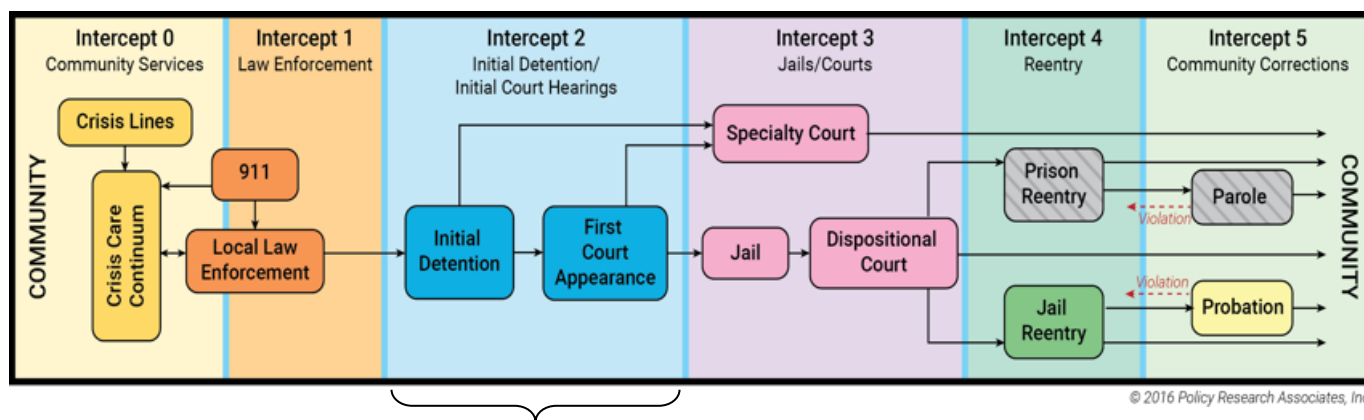 Intercept 0
Community Services
Intercept 1
Law Enforcement
Intercept 2
Initial Detention/
Initial Court Hearings
Intercept 3
Jails/Courts
Intercept 4
Reentry
Intercept 5
Community Corrections
COMMUNITY
Crisis Lines
Crisis Care
Continuum
911
Local Law
Enforcement
Initial
Detention
First
Court
Appearance
Specialty Court
Jail
Dispositional
Court
Prison
Reentry
Violation
Parole
Jail
Reentry
Violation
Probation
COMMUNITY
© 2016 Policy Research Associates, Inc